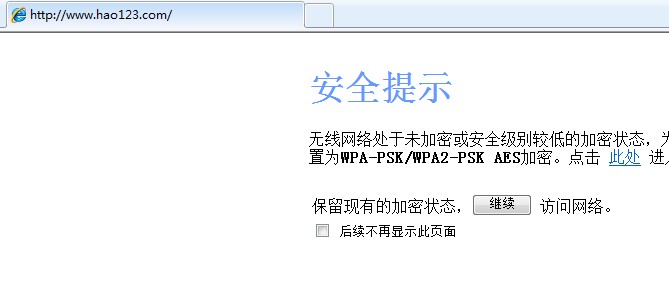 http://www.hao123.com/
安全提示
无线网络处于未加密或安全级别较低的加密状态，为
置为WPA-PSK/WPA2-PSK AES加密。点击 此处 进入
保留现有的加密状态， 继续 访问网络。
后续不再显示此页面